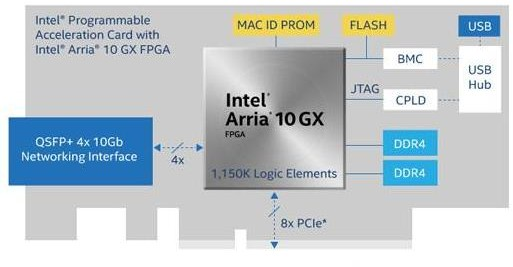 Intel® Programmable
Acceleration Card with
Intel® Arria® 10 GX FPGA
MAC ID PROM
FLASH
USB
BMC
USB
Hub
JTAG
CPLD
Intel®
Arria® 10 GX
FPGA
1,150K Logic Elements
QSFP+ 4x 10Gb
Networking Interface
4x
DDR4
DDR4
8x PCIe*